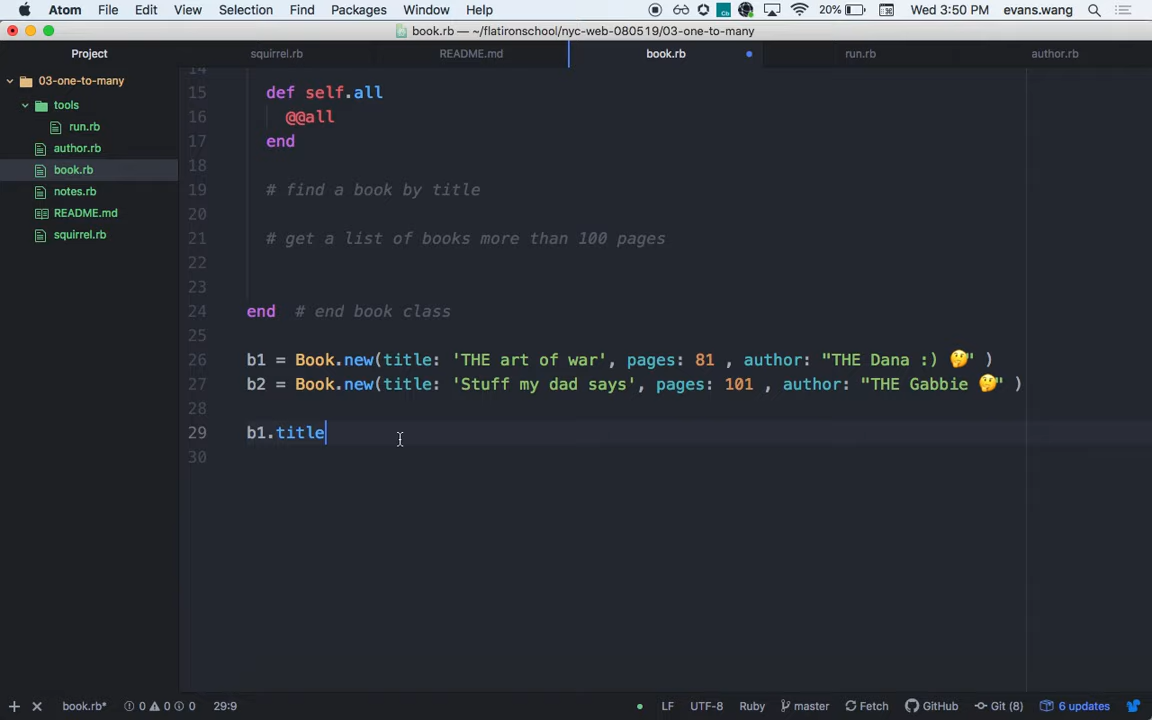 Atom File Edit View Selection Find Packages Window Help 20% Wed 3:50 PM evans.wang
book.rb — ~/flatironschool/nyc-web-080519/03-one-to-many
Project squirrel.rb README.md book.rb run.rb author.rb
03-one-to-many
tools
run.rb
author.rb
book.rb
notes.rb
README.md
squirrel.rb
14
15 def self.all
16 @@all
17 end
18
19 # find a book by title
20
21 # get a list of books more than 100 pages
22
23
24 end # end book class
25
26 b1 = Book.new(title: 'THE art of war', pages: 81 , author: "THE Dana :) 🤔" )
27 b2 = Book.new(title: 'Stuff my dad says', pages: 101 , author: "THE Gabbie 🤔" )
28
29 b1.title
30
+ × book.rb* 0 0 0 29:9 LF UTF-8 Ruby master Fetch GitHub Git (8) 6 updates